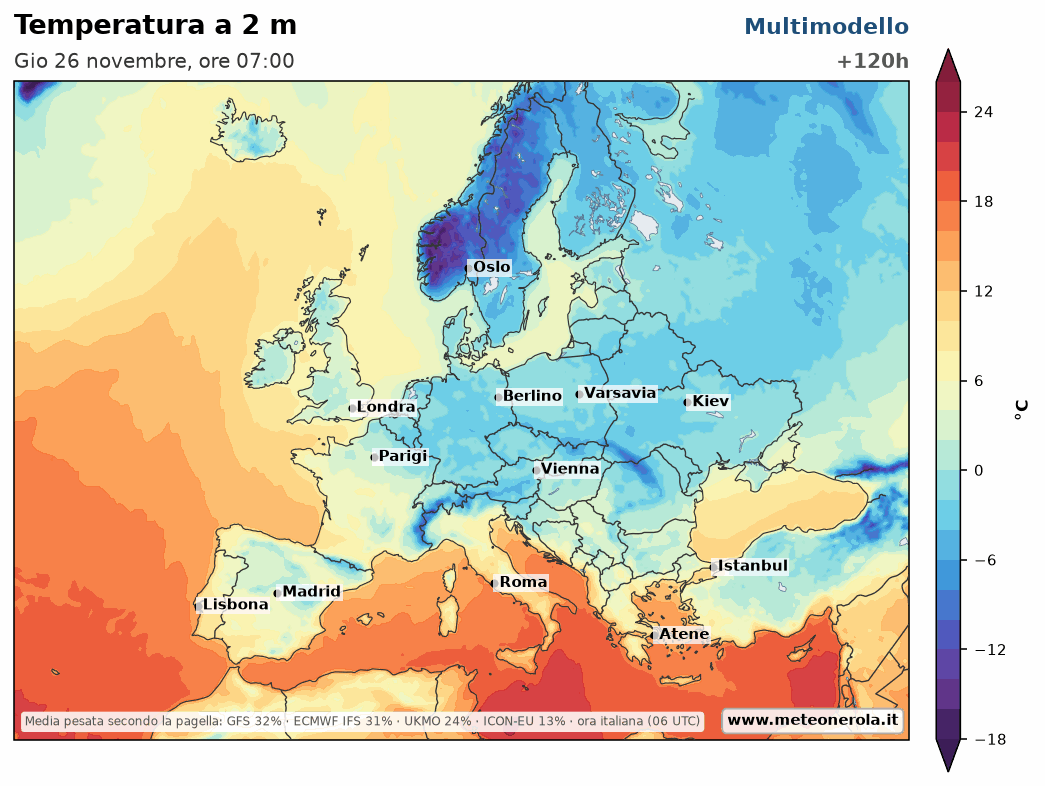 Temperatura a 2 m
Multimodello
Gio 26 novembre, ore 07:00
+120h
24
18
12
6
0
−6
−12
−18
°C
Oslo
Berlino
Varsavia
Kiev
Londra
Parigi
Vienna
Istanbul
Roma
Madrid
Lisbona
Atene
Media pesata secondo la pagella: GFS 32% · ECMWF IFS 31% · UKMO 24% · ICON-EU 13% · ora italiana (06 UTC)
www.meteonerola.it